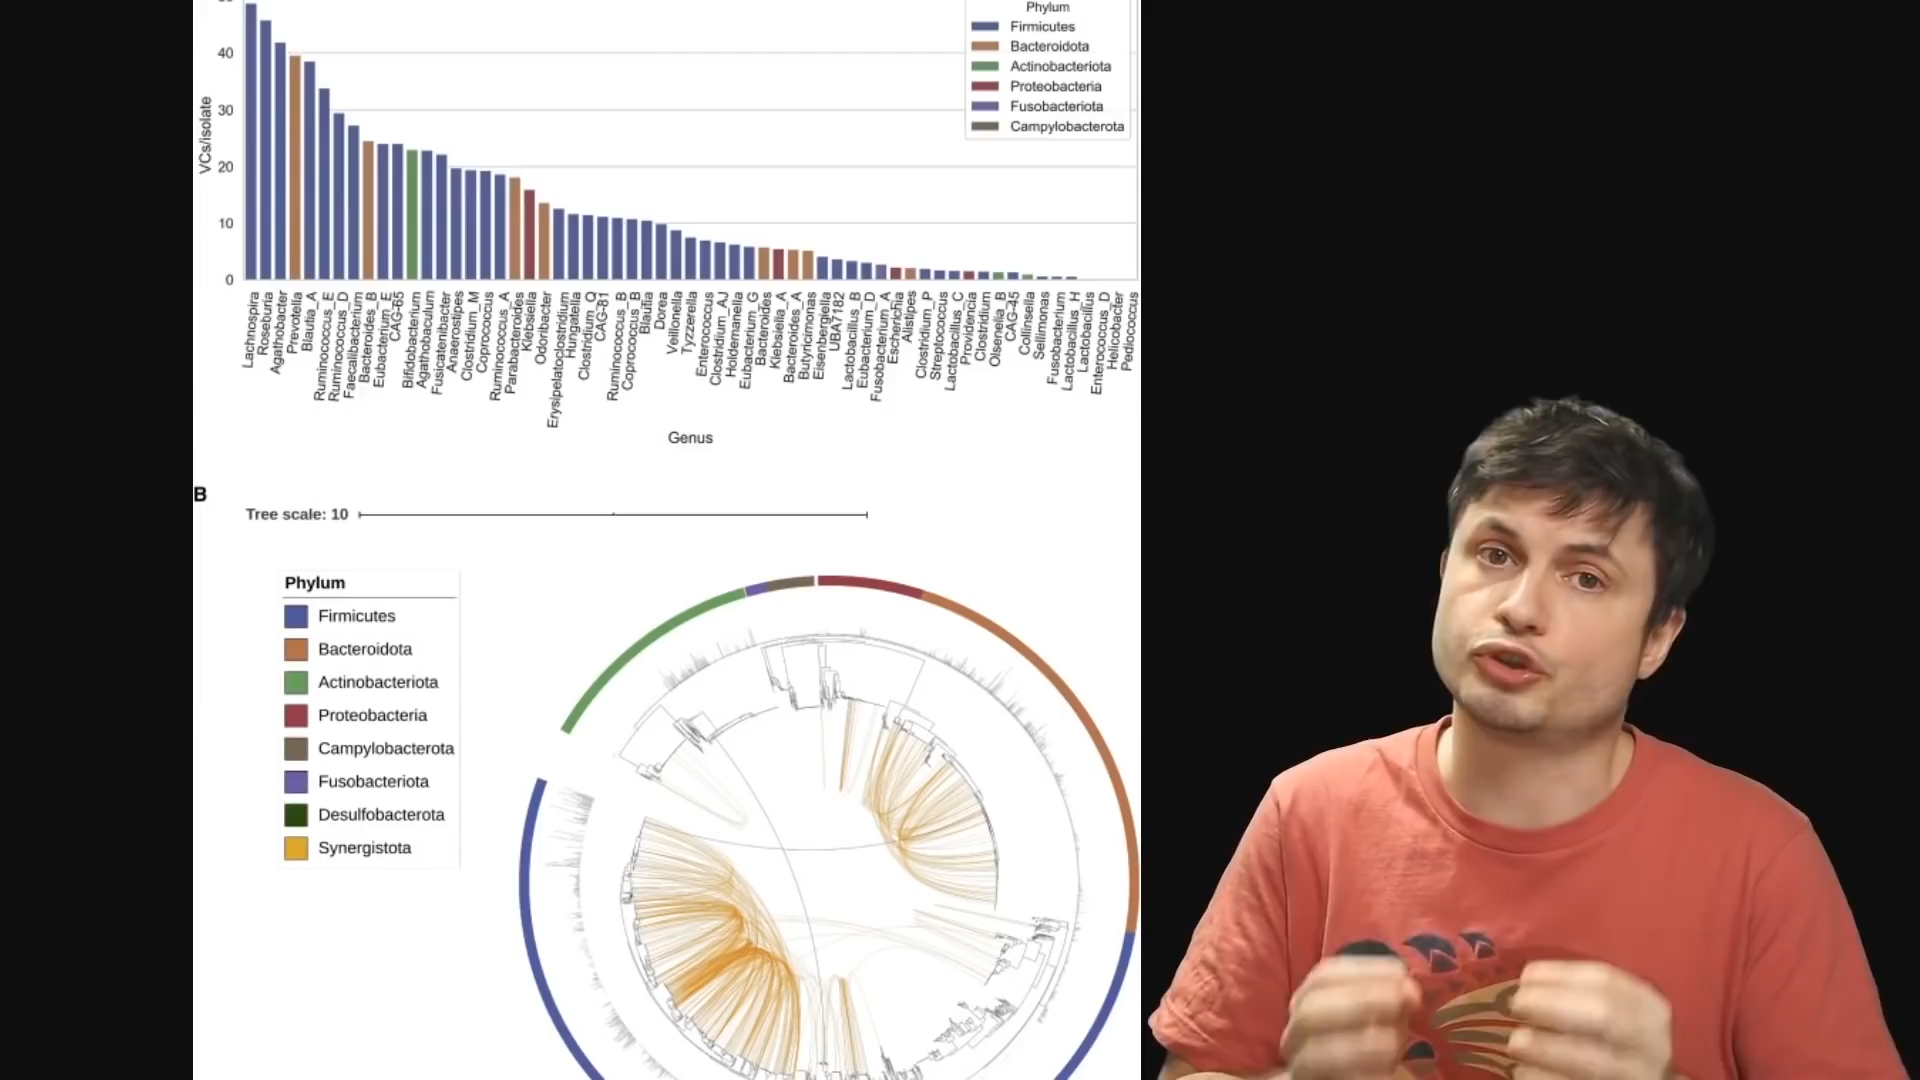 40
30
20
10
0
VCs/isolate
Phylum
Firmicutes
Bacteroidota
Actinobacteriota
Proteobacteria
Fusobacteriota
Campylobacterota
Lachnospira
Roseburia
Agathobacter
Prevotella
Blautia_A
Ruminococcus_E
Ruminococcus_D
Faecalibacterium
Bacteroides_B
Eubacterium_E
CAG-65
Bifidobacterium
Agathobaculum
Fusicatenibacter
Anaerostipes
Clostridium_M
Coprococcus
Ruminococcus_A
Parabacteroides
Klebsiella
Odoribacter
Erysipelatoclostridium
Hungatella
Clostridium_Q
CAG-81
Ruminococcus_B
Coprococcus_B
Blautia
Dorea
Veillonella
Tyzzerella
Enterococcus
Clostridium_AJ
Holdemanella
Eubacterium_G
Bacteroides
Klebsiella_A
Bacteroides_A
Butyricimonas
Eisenbergiella
UBA7182
Lactobacillus_B
Eubacterium_D
Fusobacterium_A
Escherichia
Alistipes
Clostridium_P
Streptococcus
Lactobacillus_C
Providencia
Clostridium
Olsenella_B
CAG-45
Collinsella
Sellimonas
Fusobacterium
Lactobacillus_H
Lactobacillus
Enterococcus_D
Helicobacter
Pediococcus
Genus
B
Tree scale: 10
Phylum
Firmicutes
Bacteroidota
Actinobacteriota
Proteobacteria
Campylobacterota
Fusobacteriota
Desulfobacterota
Synergistota